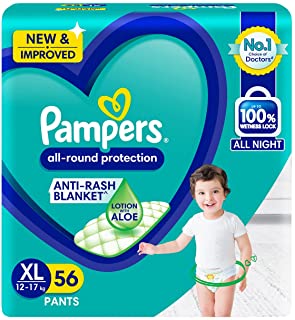 NEW &
IMPROVED
No.1
Choice of
Doctors^
Pampers
all-round protection
UP TO
100%
WETNESS LOCK
ALL NIGHT
ANTI-RASH
BLANKET^
LOTION with
ALOE
XL
12-17 kg
56
PANTS